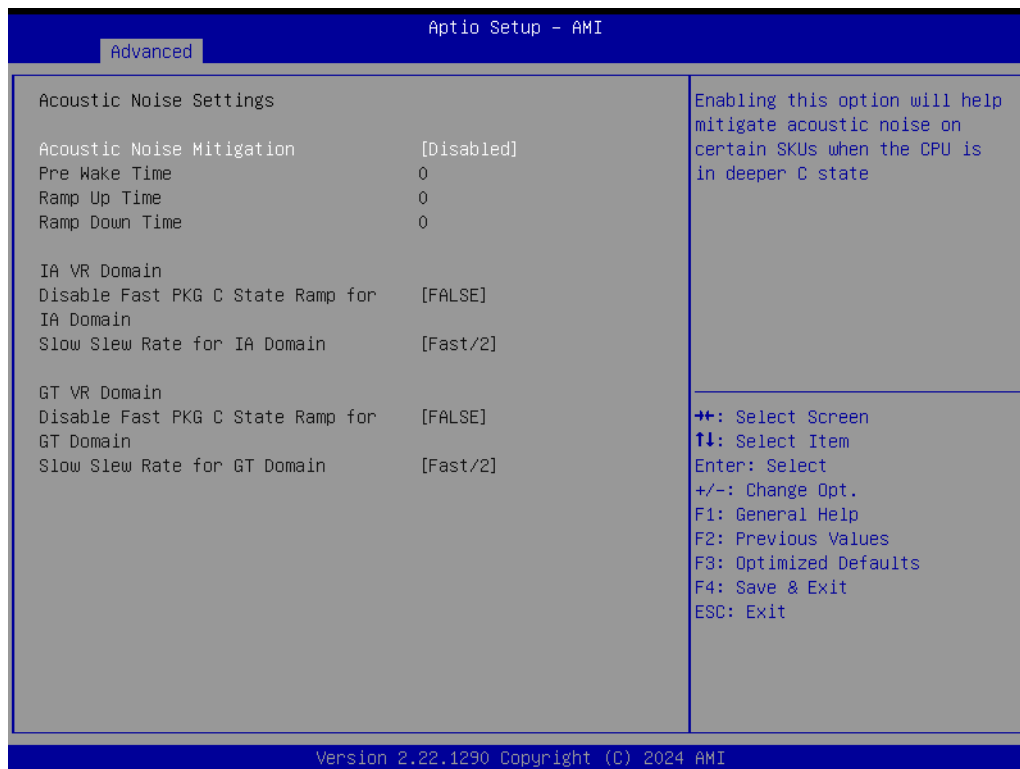 Aptio Setup – AMI
Advanced
Acoustic Noise Settings
Acoustic Noise Mitigation [Disabled]
Pre Wake Time 0
Ramp Up Time 0
Ramp Down Time 0
IA VR Domain
Disable Fast PKG C State Ramp for [FALSE]
IA Domain
Slow Slew Rate for IA Domain [Fast/2]
GT VR Domain
Disable Fast PKG C State Ramp for [FALSE]
GT Domain
Slow Slew Rate for GT Domain [Fast/2]
Enabling this option will help
mitigate acoustic noise on
certain SKUs when the CPU is
in deeper C state
→←: Select Screen
↑↓: Select Item
Enter: Select
+/-: Change Opt.
F1: General Help
F2: Previous Values
F3: Optimized Defaults
F4: Save & Exit
ESC: Exit
Version 2.22.1290 Copyright (C) 2024 AMI